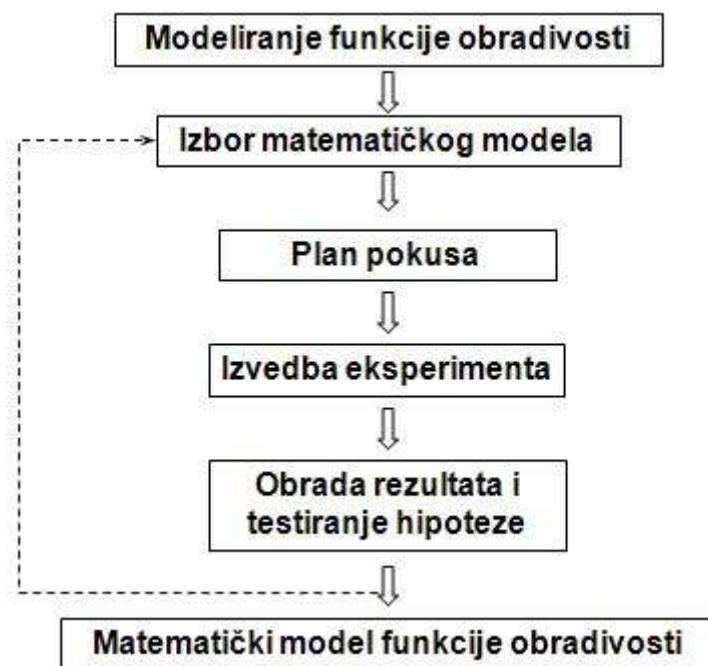 Modeliranje funkcije obradivosti
Izbor matematičkog modela
Plan pokusa
Izvedba eksperimenta
Obrada rezultata i
testiranje hipoteze
Matematički model funkcije obradivosti